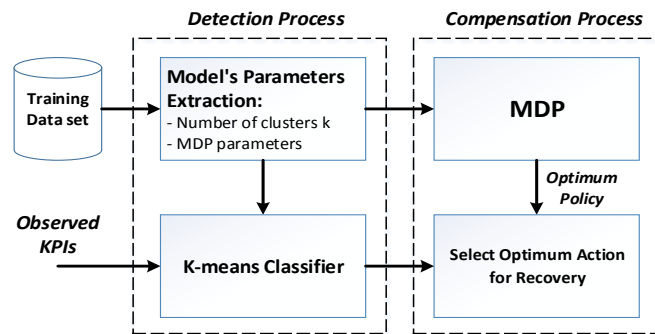 Detection Process
Compensation Process
Training
Data set
Model's Parameters
Extraction:
- Number of clusters k
- MDP parameters
MDP
Optimum
Policy
Observed
KPIs
K-means Classifier
Select Optimum Action
for Recovery